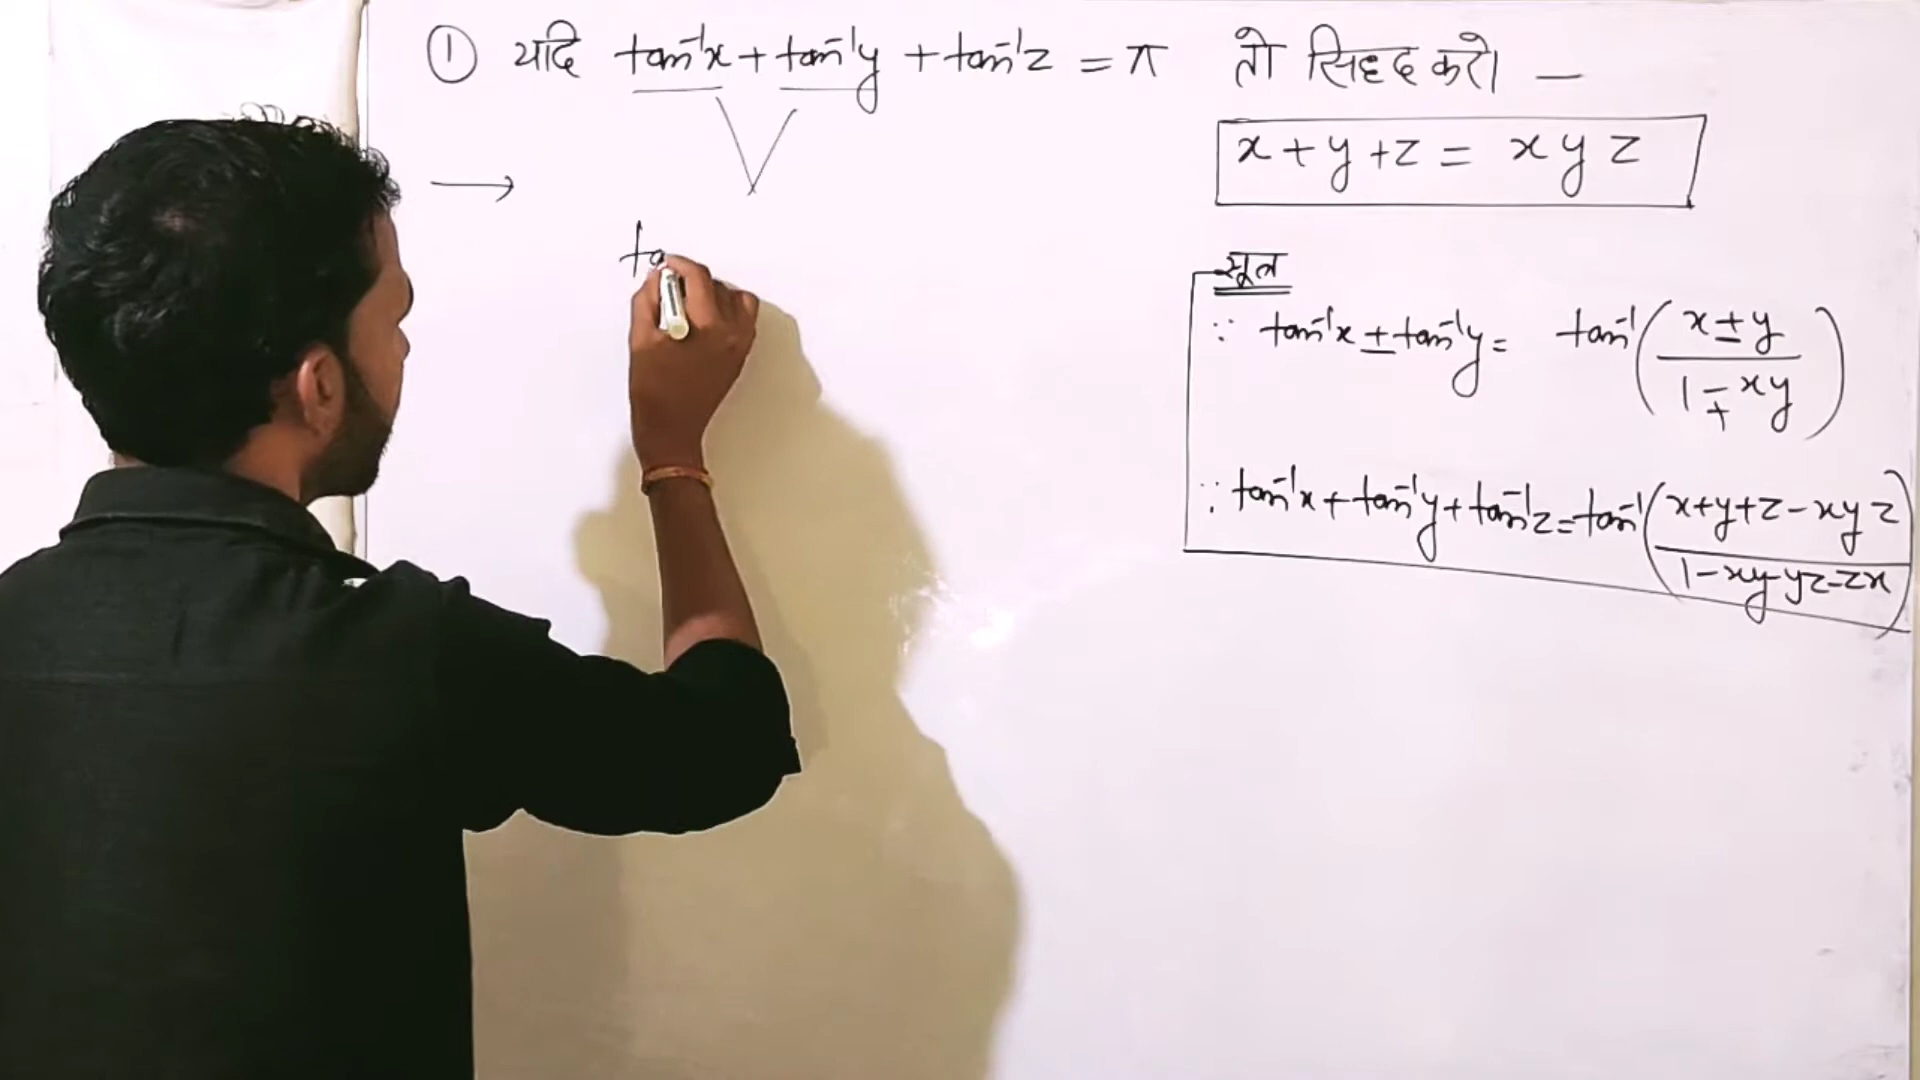 ① यदि tan⁻¹x + tan⁻¹y + tan⁻¹z = π तो सिद्ध करो। —
x + y + z = x y z
→
ta
सूत्र
∵ tan⁻¹x ± tan⁻¹y = tan⁻¹((x ± y)/(1 ∓ xy))
∵ tan⁻¹x + tan⁻¹y + tan⁻¹z = tan⁻¹((x+y+z-xyz)/(1-xy-yz-zx))